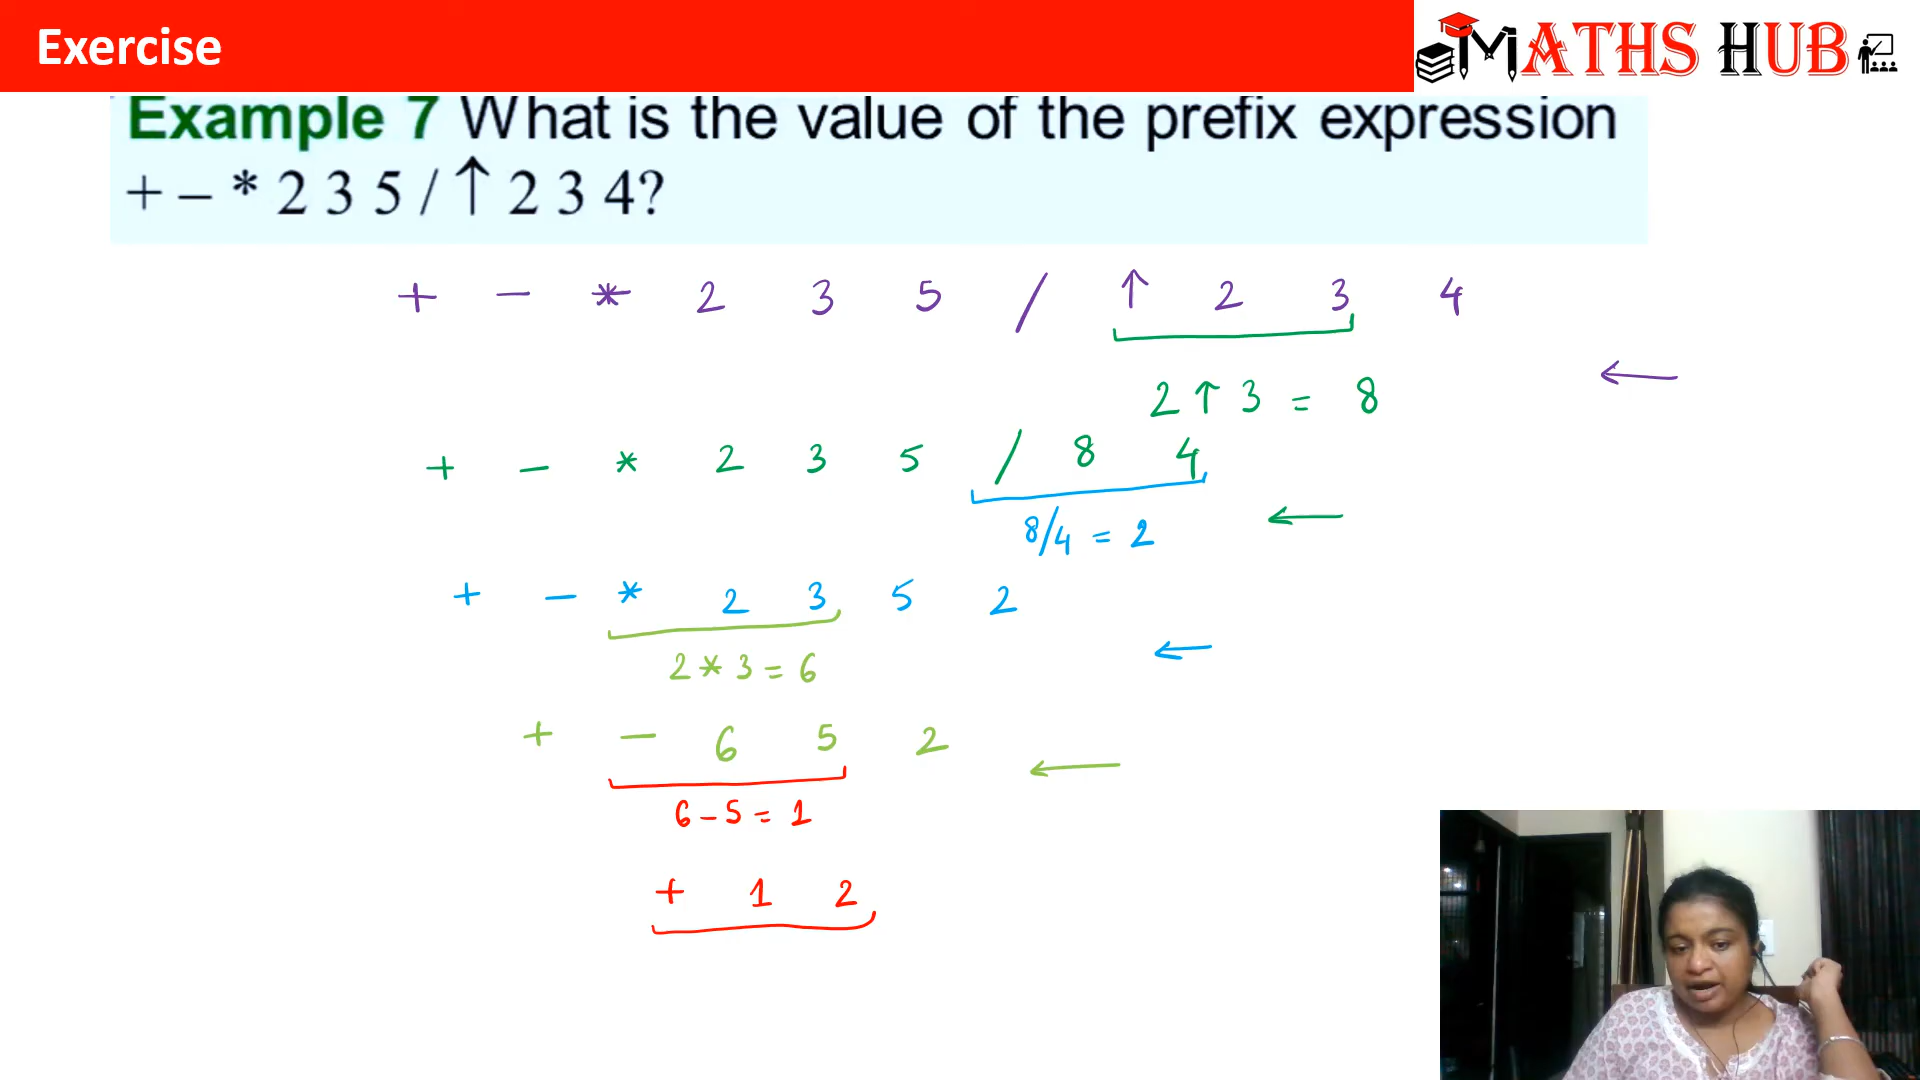 Exercise
MATHS HUB
Example 7 What is the value of the prefix expression
+ – * 2 3 5 / ↑ 2 3 4?
+ - * 2 3 5 / ↑ 2 3 4
←
2 ↑ 3 = 8
+ - * 2 3 5 / 8 4
←
8/4 = 2
+ - * 2 3 5 2
←
2 * 3 = 6
+ - 6 5 2
←
6 - 5 = 1
+ 1 2